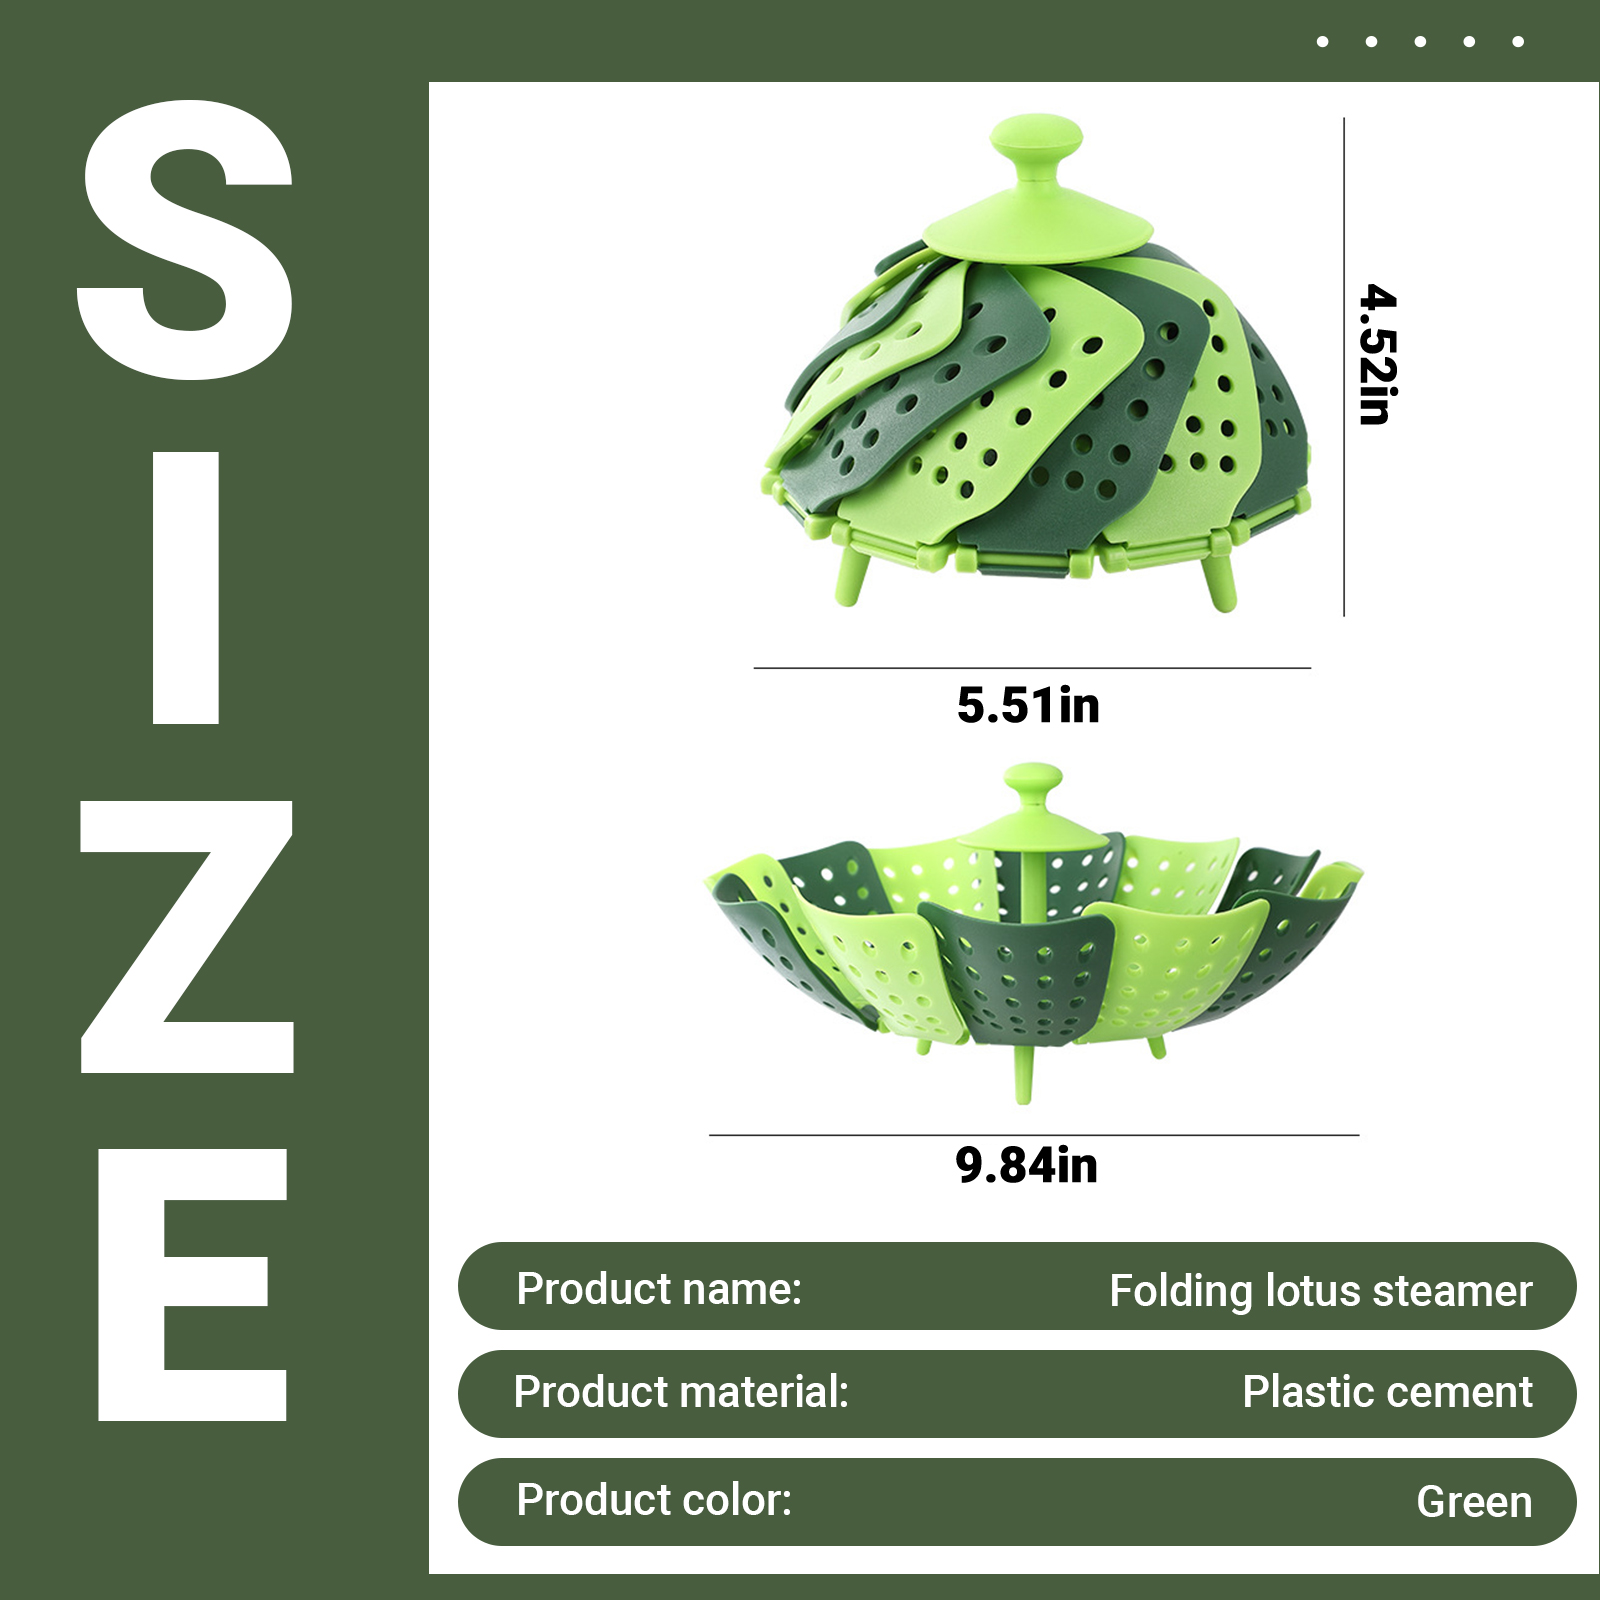 SIZE
4.52in
5.51in
9.84in
Product name: Folding lotus steamer
Product material: Plastic cement
Product color: Green